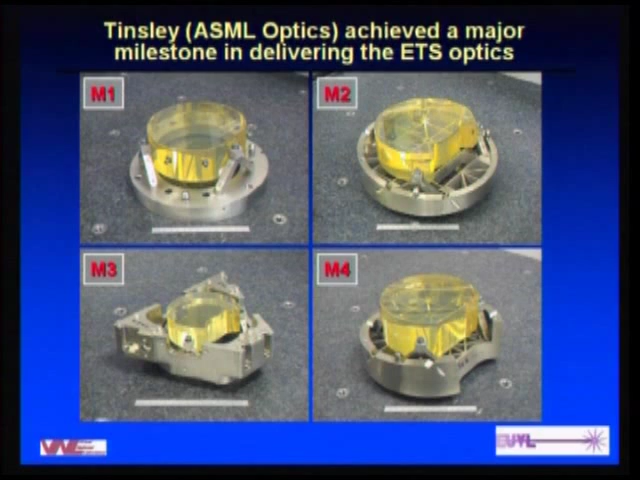 Tinsley (ASML Optics) achieved a major
milestone in delivering the ETS optics
M1
M2
M3
M4
EUVL